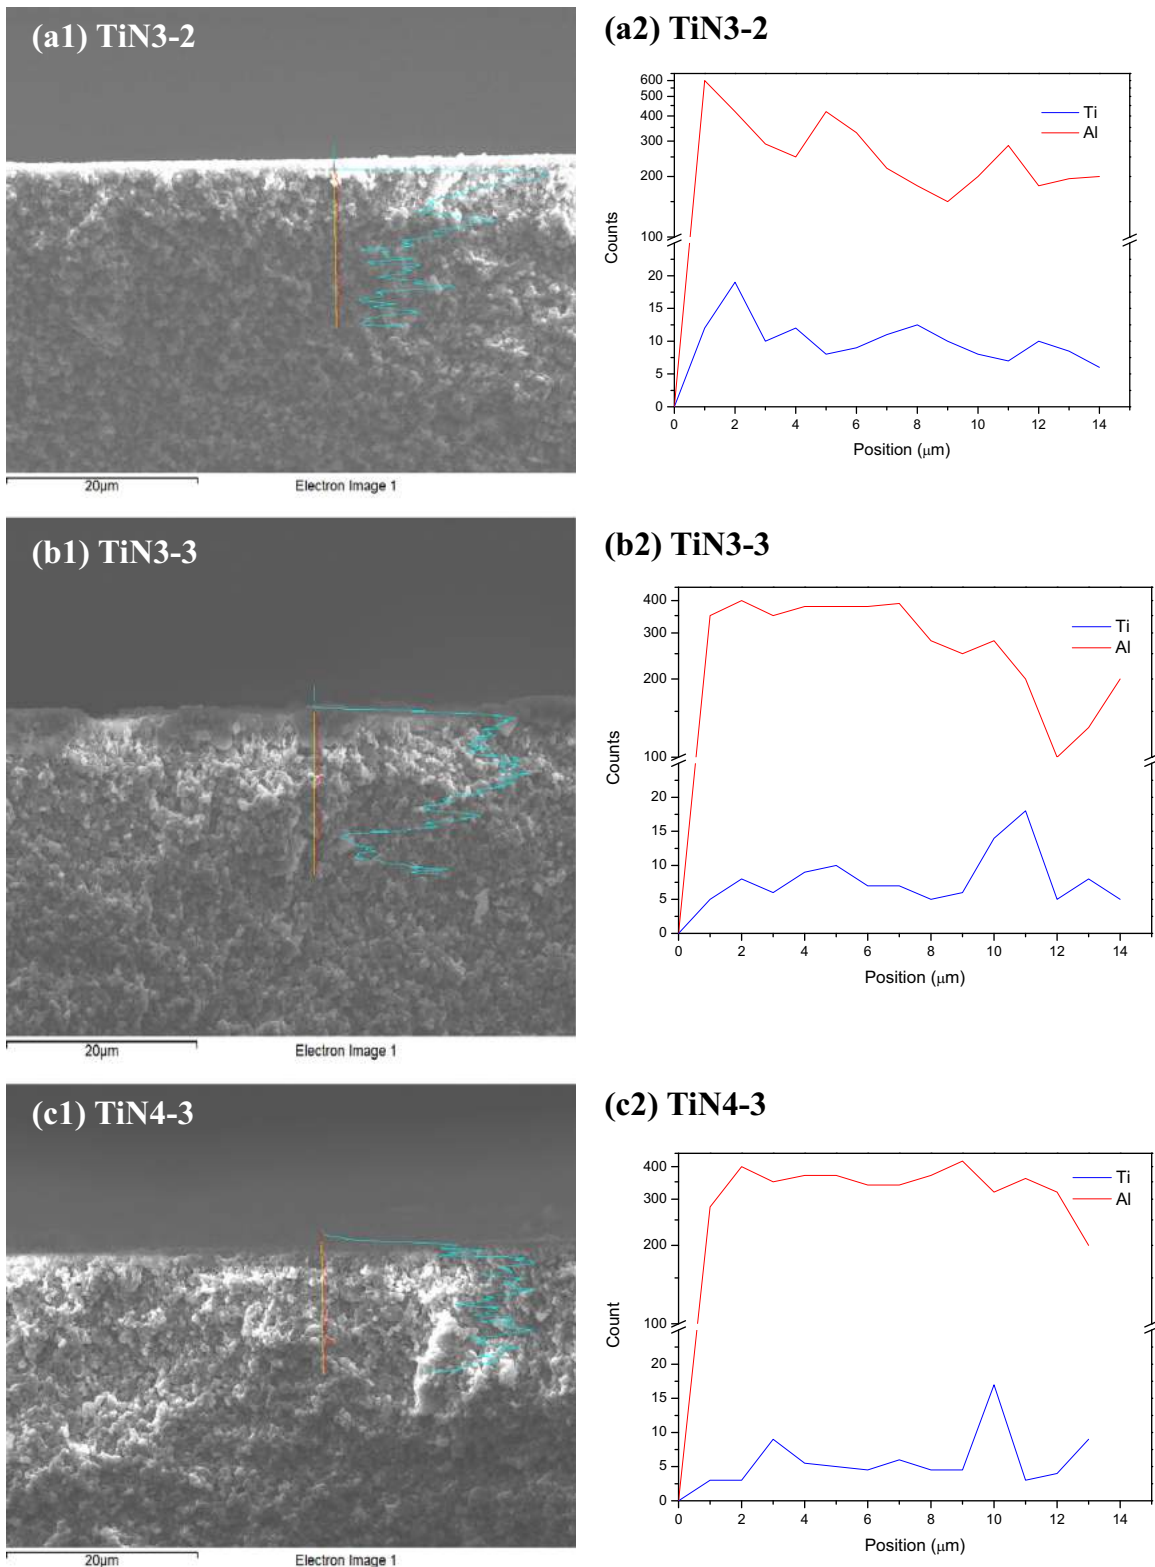 (a1) TiN3-2
20μm
Electron Image 1
(a2) TiN3-2
600
500
400
300
200
100
25
20
15
10
5
0
Counts
Ti
Al
0 2 4 6 8 10 12 14
Position (μm)
(b1) TiN3-3
20μm
Electron Image 1
(b2) TiN3-3
400
300
200
100
20
15
10
5
0
Counts
Ti
Al
0 2 4 6 8 10 12 14
Position (μm)
(c1) TiN4-3
20μm
Electron Image 1
(c2) TiN4-3
400
300
200
100
20
15
10
5
0
Count
Ti
Al
0 2 4 6 8 10 12 14
Position (μm)